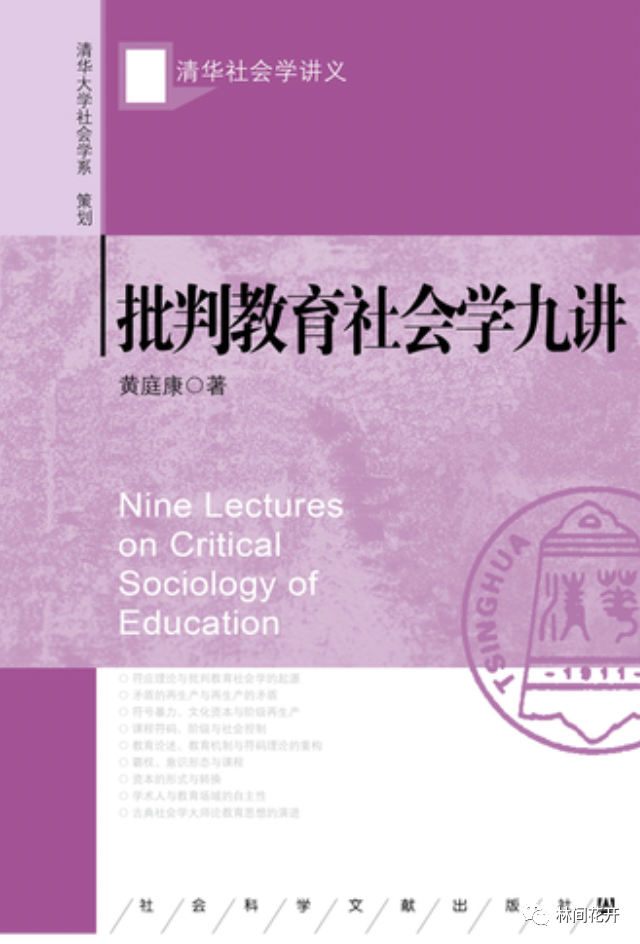 清华大学社会学系 策划
清华社会学讲义
批判教育社会学九讲
黄庭康〇著
Nine Lectures
on Critical
Sociology of
Education
TSINGHUA
-1911-
〇 符应理论与批判教育社会学的起源
〇 矛盾的再生产与再生产的矛盾
〇 符号暴力、文化资本与阶级再生产
〇 课程符码、阶级与社会控制
〇 教育论述、教育机制与符码理论的重构
〇 霸权、意识形态与课程
〇 资本的形式与转换
〇 学术人与教育场域的自主性
〇 古典社会学大师论教育思想的演进
社会科学文献出版社
林间花开